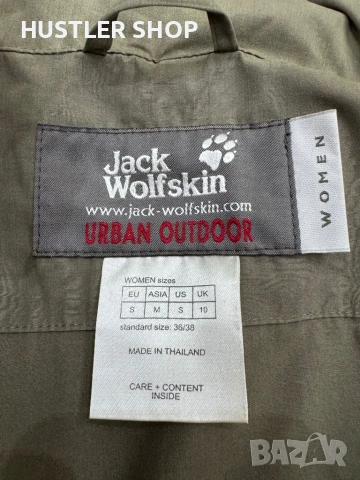 HUSTLER SHOP
Jack
Wolfskin
www.jack-wolfskin.com
URBAN OUTDOOR
WOMEN
WOMEN sizes
EU ASIA US UK
S M S 10
standard size: 36/38
MADE IN THAILAND
CARE + CONTENT
INSIDE
BAZAR